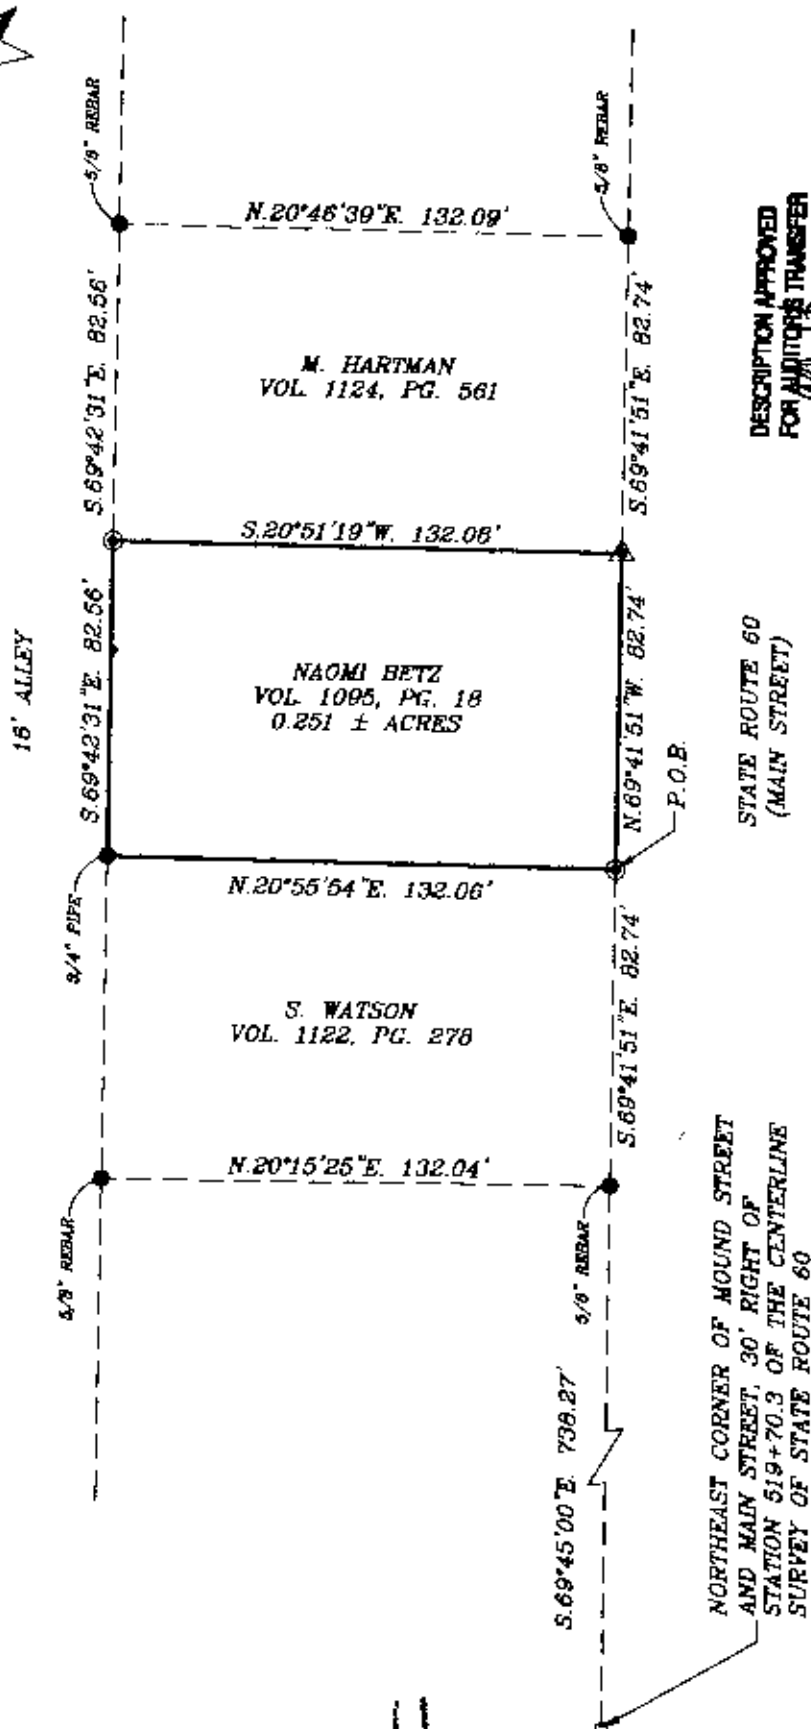 5/8" REBAR
5/8" REBAR
N.20°46'39"E. 132.09'
S.69°42'31"E. 82.56'
S.69°41'51"E. 82.74'
M. HARTMAN
VOL. 1124, PG. 561
DESCRIPTION APPROVED
FOR AUDITORS TRANSFER
S.20°51'19"W. 132.08'
16' ALLEY
S.69°42'31"E. 82.56'
NAOMI BETZ
VOL. 1095, PG. 18
0.251 ± ACRES
N.69°41'51"W. 82.74'
P.O.B.
STATE ROUTE 60
(MAIN STREET)
N.20°55'54"E. 132.06'
3/4" PIPE
S. WATSON
VOL. 1122, PG. 278
S.69°41'51"E. 82.74'
N.20°15'25"E. 132.04'
5/8" REBAR
5/8" REBAR
S.69°45'00"E. 738.27'
NORTHEAST CORNER OF MOUND STREET
AND MAIN STREET, 30' RIGHT OF
STATION 519+70.3 OF THE CENTERLINE
SURVEY OF STATE ROUTE 60